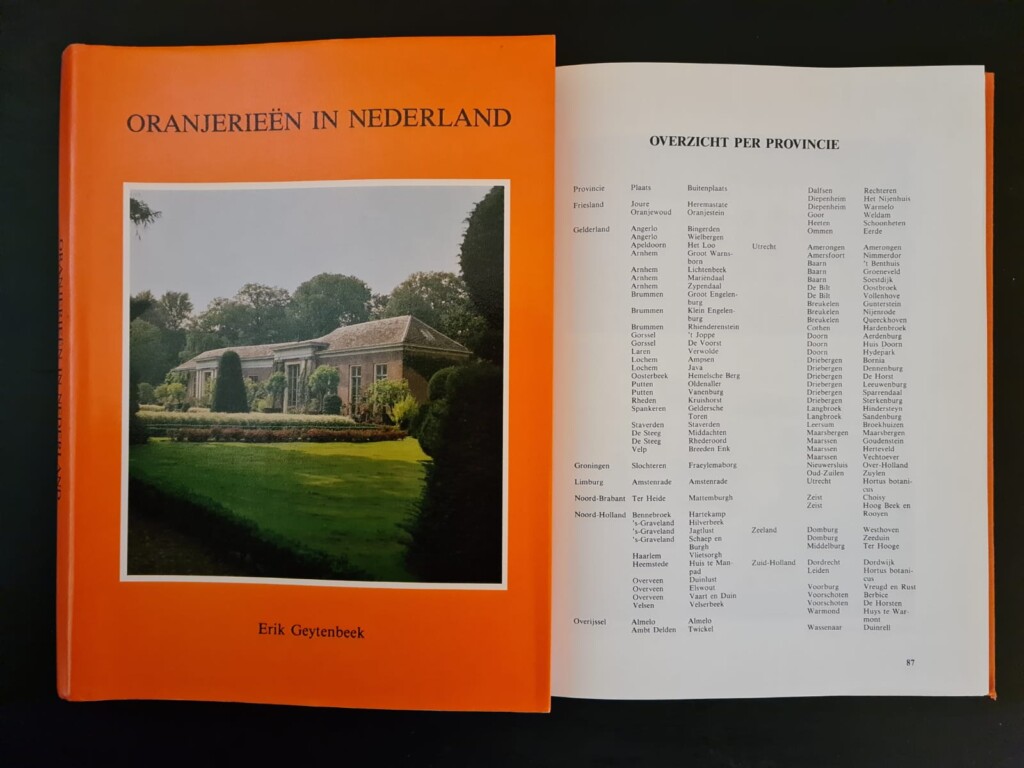 ORANJERIEËN IN NEDERLAND
Erik Geytenbeek
ORANJERIEËN IN NEDERLAND
OVERZICHT PER PROVINCIE
Provincie Plaats Buitenplaats
Friesland Joure Heremastate
Oranjewoud Oranjestein
Gelderland Angerlo Bingerden
Angerlo Wielbergen
Apeldoorn Het Loo
Arnhem Groot Warns-
born
Arnhem Lichtenbeek
Arnhem Mariëndaal
Arnhem Zypendaal
Brummen Groot Engelen-
burg
Brummen Klein Engelen-
burg
Brummen Rhienderenstein
Gorssel 't Joppe
Gorssel De Voorst
Laren Verwolde
Lochem Ampsen
Lochem Java
Oosterbeek Hemelsche Berg
Putten Oldenaller
Putten Vanenburg
Rheden Kruishorst
Spankeren Geldersche
Toren
Staverden Staverden
De Steeg Middachten
De Steeg Rhederoord
Velp Breeden Enk
Groningen Slochteren Fraeylemaborg
Limburg Amstenrade Amstenrade
Noord-Brabant Ter Heide Mattemburgh
Noord-Holland Bennebroek Hartekamp
's-Graveland Hilverbeek
's-Graveland Jagtlust
's-Graveland Schaep en
Burgh
Haarlem Vlietsorgh
Heemstede Huis te Man-
pad
Overveen Duinlust
Overveen Elswout
Overveen Vaart en Duin
Velsen Velserbeek
Overijssel Almelo Almelo
Ambt Delden Twickel
Dalfsen Rechteren
Diepenheim Het Nijenhuis
Diepenheim Warmelo
Goor Weldam
Heeten Schoonheten
Ommen Eerde
Utrecht Amerongen Amerongen
Amersfoort Nimmerdor
Baarn 't Benthuis
Baarn Groeneveld
Baarn Soestdijk
De Bilt Oostbroek
De Bilt Vollenhove
Breukelen Gunterstein
Breukelen Nijenrode
Breukelen Queeckhoven
Cothen Hardenbroek
Doorn Aerdenburg
Doorn Huis Doorn
Doorn Hydepark
Driebergen Bornia
Driebergen Dennenburg
Driebergen De Horst
Driebergen Leeuwenburg
Driebergen Sparrendaal
Driebergen Sterkenburg
Langbroek Hindersteyn
Langbroek Sandenburg
Leersum Broekhuizen
Maarsbergen Maarsbergen
Maarssen Goudenstein
Maarssen Herteveld
Maarssen Vechtoever
Nieuwersluis Over-Holland
Oud-Zuilen Zuylen
Utrecht Hortus botani-
cus
Zeist Choisy
Zeist Hoog Beek en
Rooyen
Zeeland Domburg Westhoven
Domburg Zeeduin
Middelburg Ter Hooge
Zuid-Holland Dordrecht Dordwijk
Leiden Hortus botani-
cus
Voorburg Vreugd en Rust
Voorschoten Berbice
Voorschoten De Horsten
Warmond Huys te War-
mont
Wassenaar Duinrell
87